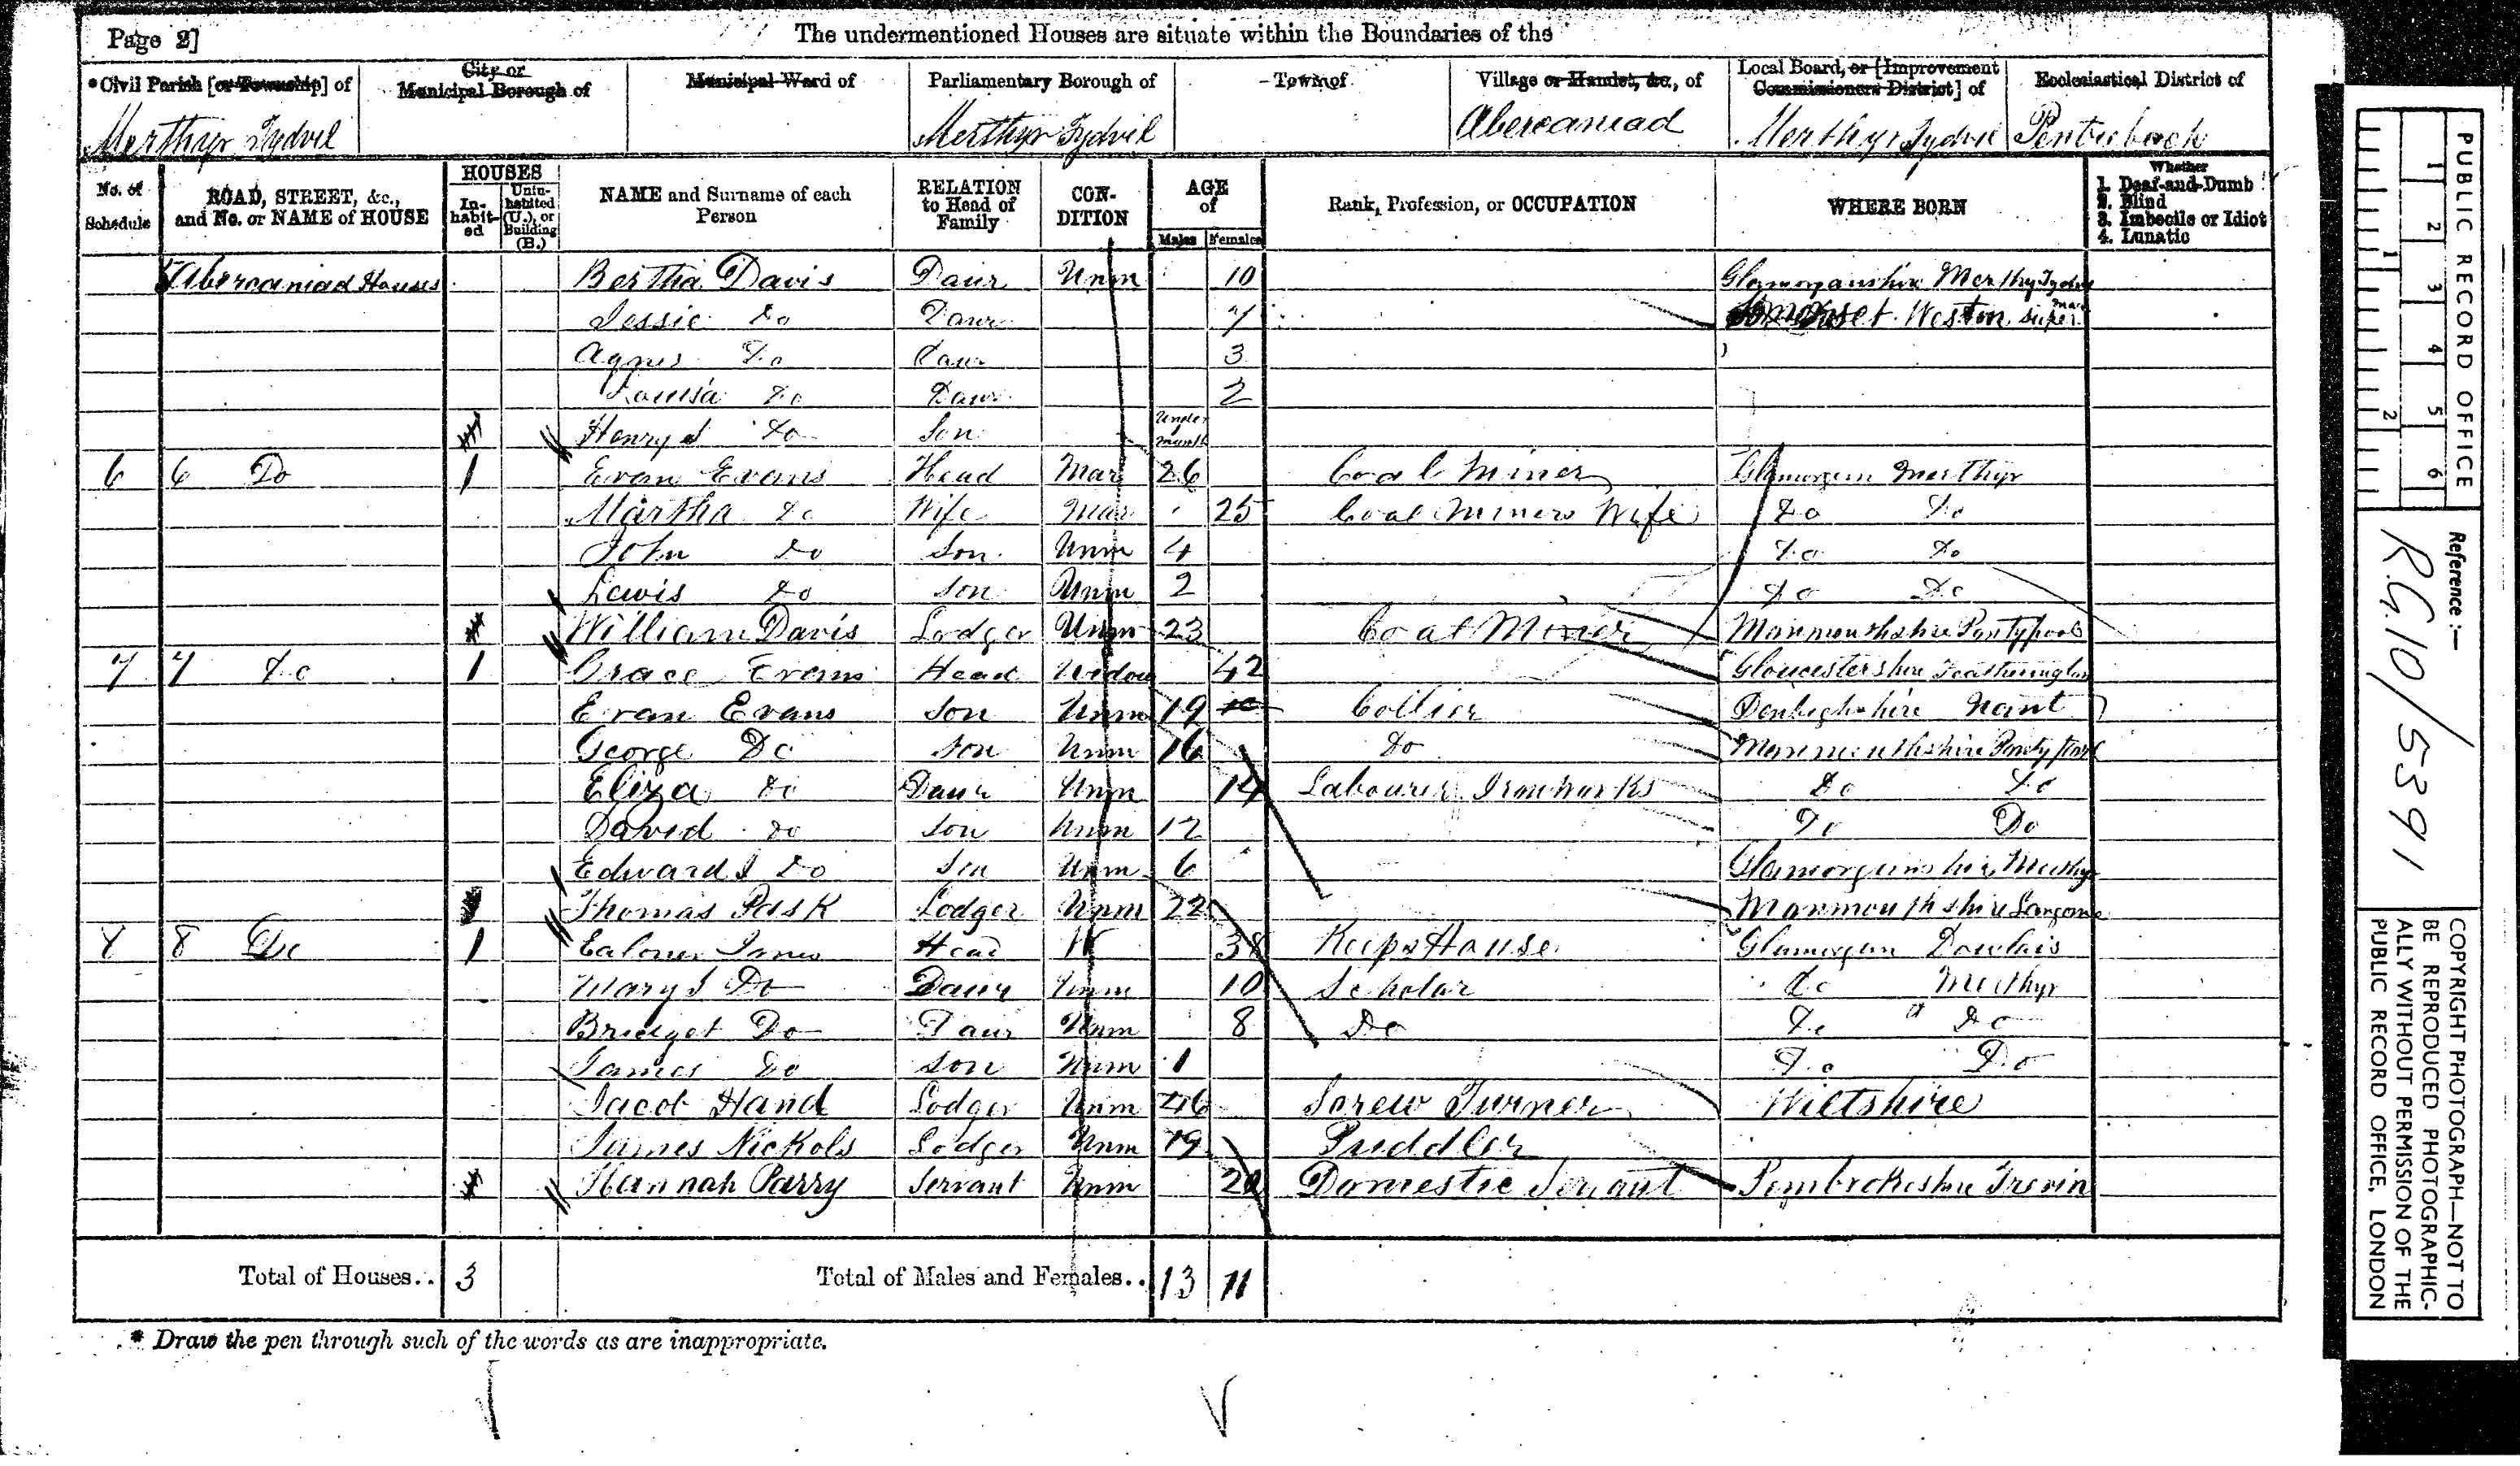 Page 2]
The undermentioned Houses are situate within the Boundaries of the
*Civil Parish [or Township] of City or Municipal Borough of Municipal Ward of Parliamentary Borough of Town of Village or Hamlet, &c., of Local Board, or [Improvement Commissioners District] of Ecclesiastical District of
Merthyr Tydvil Merthyr Tydvil Abercaniad Merthyr Tydvil Pentrebach
No. of Schedule ROAD, STREET, &c., and No. or NAME of HOUSE HOUSES Inhabited Uninhabited (U.), or Building (B.) NAME and Surname of each Person RELATION to Head of Family CONDITION AGE of Males Females Rank, Profession, or OCCUPATION WHERE BORN Whether 1. Deaf-and-Dumb 2. Blind 3. Imbecile or Idiot 4. Lunatic
Abercaniad Houses Bertha Davis Daur Unm 10 Glamorganshire Merthyr Tydvil
Jessie Do Daur 7 Somerset Weston super mare
Agnes Do Daur 3
Louisa Do Daur 2
Henry J Do Son Under month
6 6 Do 1 Evan Evans Head Mar 26 Coal Miner Glamorgan Merthyr
Martha Do Wife Mar 25 Coal Miners Wife Do Do
John Do Son Unm 4 Do Do
Lewis Do Son Unm 2 Do Do
William Davis Lodger Unm 23 Coal Miner Monmouthshire Pontypool
7 7 Do 1 Grace Evans Head Widow 42 Gloucestershire
Evan Evans Son Unm 19 Collier Denbighshire Nant
George Do Son Unm 16 Do Monmouthshire Pontypool
Eliza Do Daur Unm 14 Labourer Ironworks Do Do
David Do Son Unm 12 Do Do
Edward J Do Son Unm 6 Glamorganshire Merthyr
Thomas Pask Lodger Unm 22 Monmouthshire
8 8 Do 1 Head W 38 Keeps House Glamorgan Dowlais
Mary J Do Daur Unm 10 Scholar Do Merthyr
Bridget Do Daur Unm 8 Do Do Do
James Do Son Unm 1 Do Do
Jacob Hand Lodger Unm 46 Screw Turner Wiltshire
James Nickols Lodger Unm 19 Puddler
Hannah Parry Servant Unm 20 Domestic Servant Pembrokeshire Trevin
Total of Houses.. 3 Total of Males and Females.. 13 11
* Draw the pen through such of the words as are inappropriate.
PUBLIC RECORD OFFICE
1 2 3 4 5 6
1 2
Reference :—
R.G. 10/5391
COPYRIGHT PHOTOGRAPH—NOT TO
BE REPRODUCED PHOTOGRAPHIC-
ALLY WITHOUT PERMISSION OF THE
PUBLIC RECORD OFFICE, LONDON